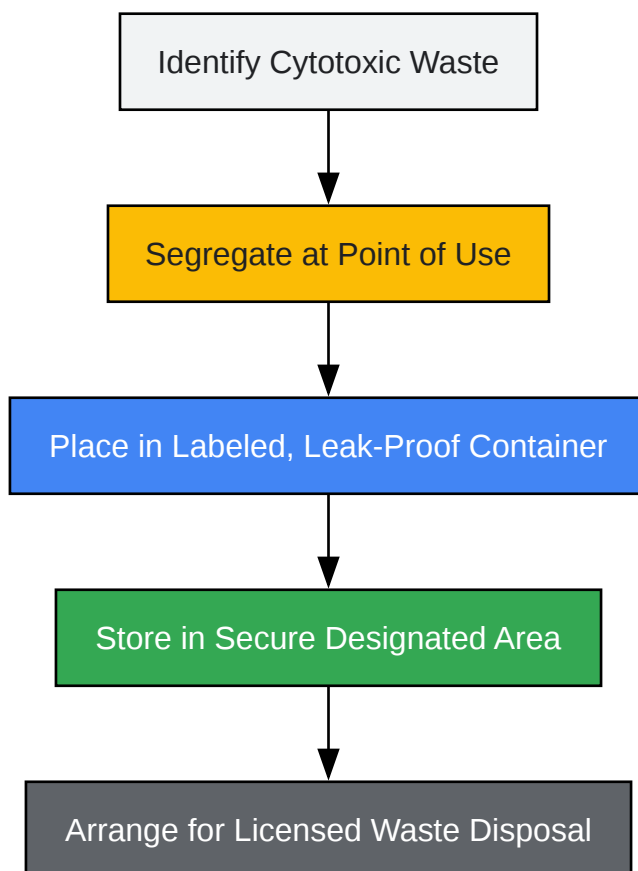 Identify Cytotoxic Waste
Segregate at Point of Use
Place in Labeled, Leak-Proof Container
Store in Secure Designated Area
Arrange for Licensed Waste Disposal